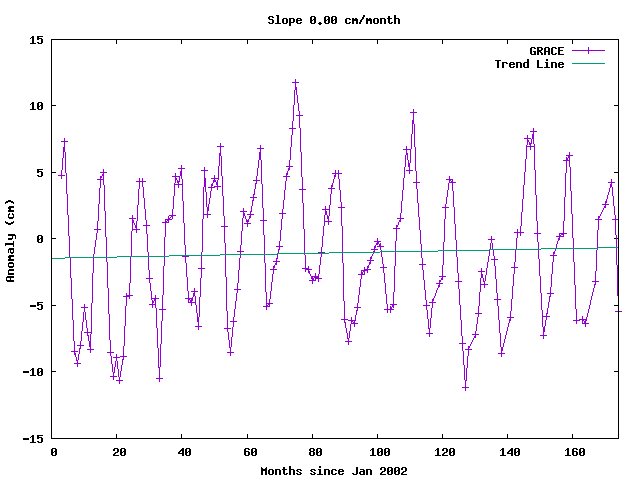 Slope 0.00 cm/month
GRACE
Trend Line
15
10
5
0
-5
-10
-15
Anomaly (cm)
0 20 40 60 80 100 120 140 160
Months since Jan 2002